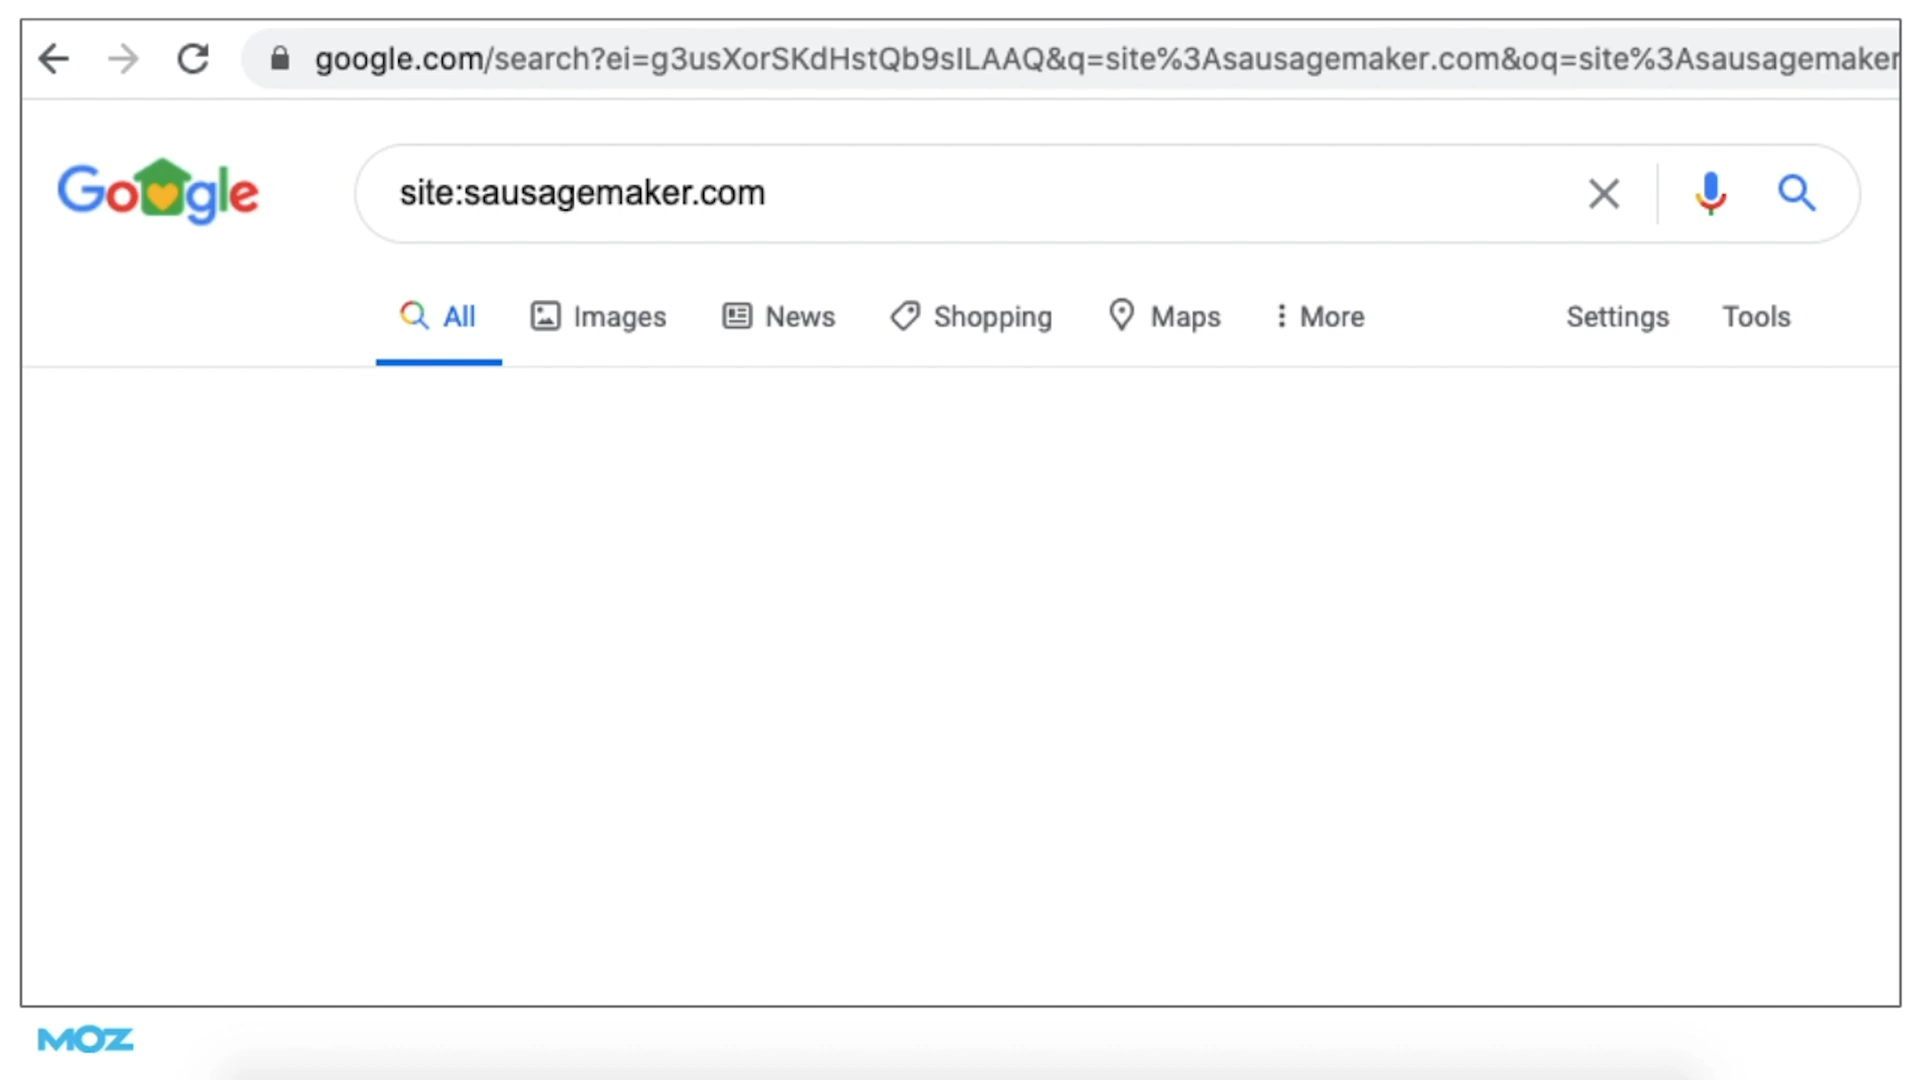 google.com/search?ei=g3usXorSKdHstQb9sILAAQ&q=site%3Asausagemaker.com&oq=site%3Asausagemaker
Google
site:sausagemaker.com
All Images News Shopping Maps More Settings Tools
MOZ